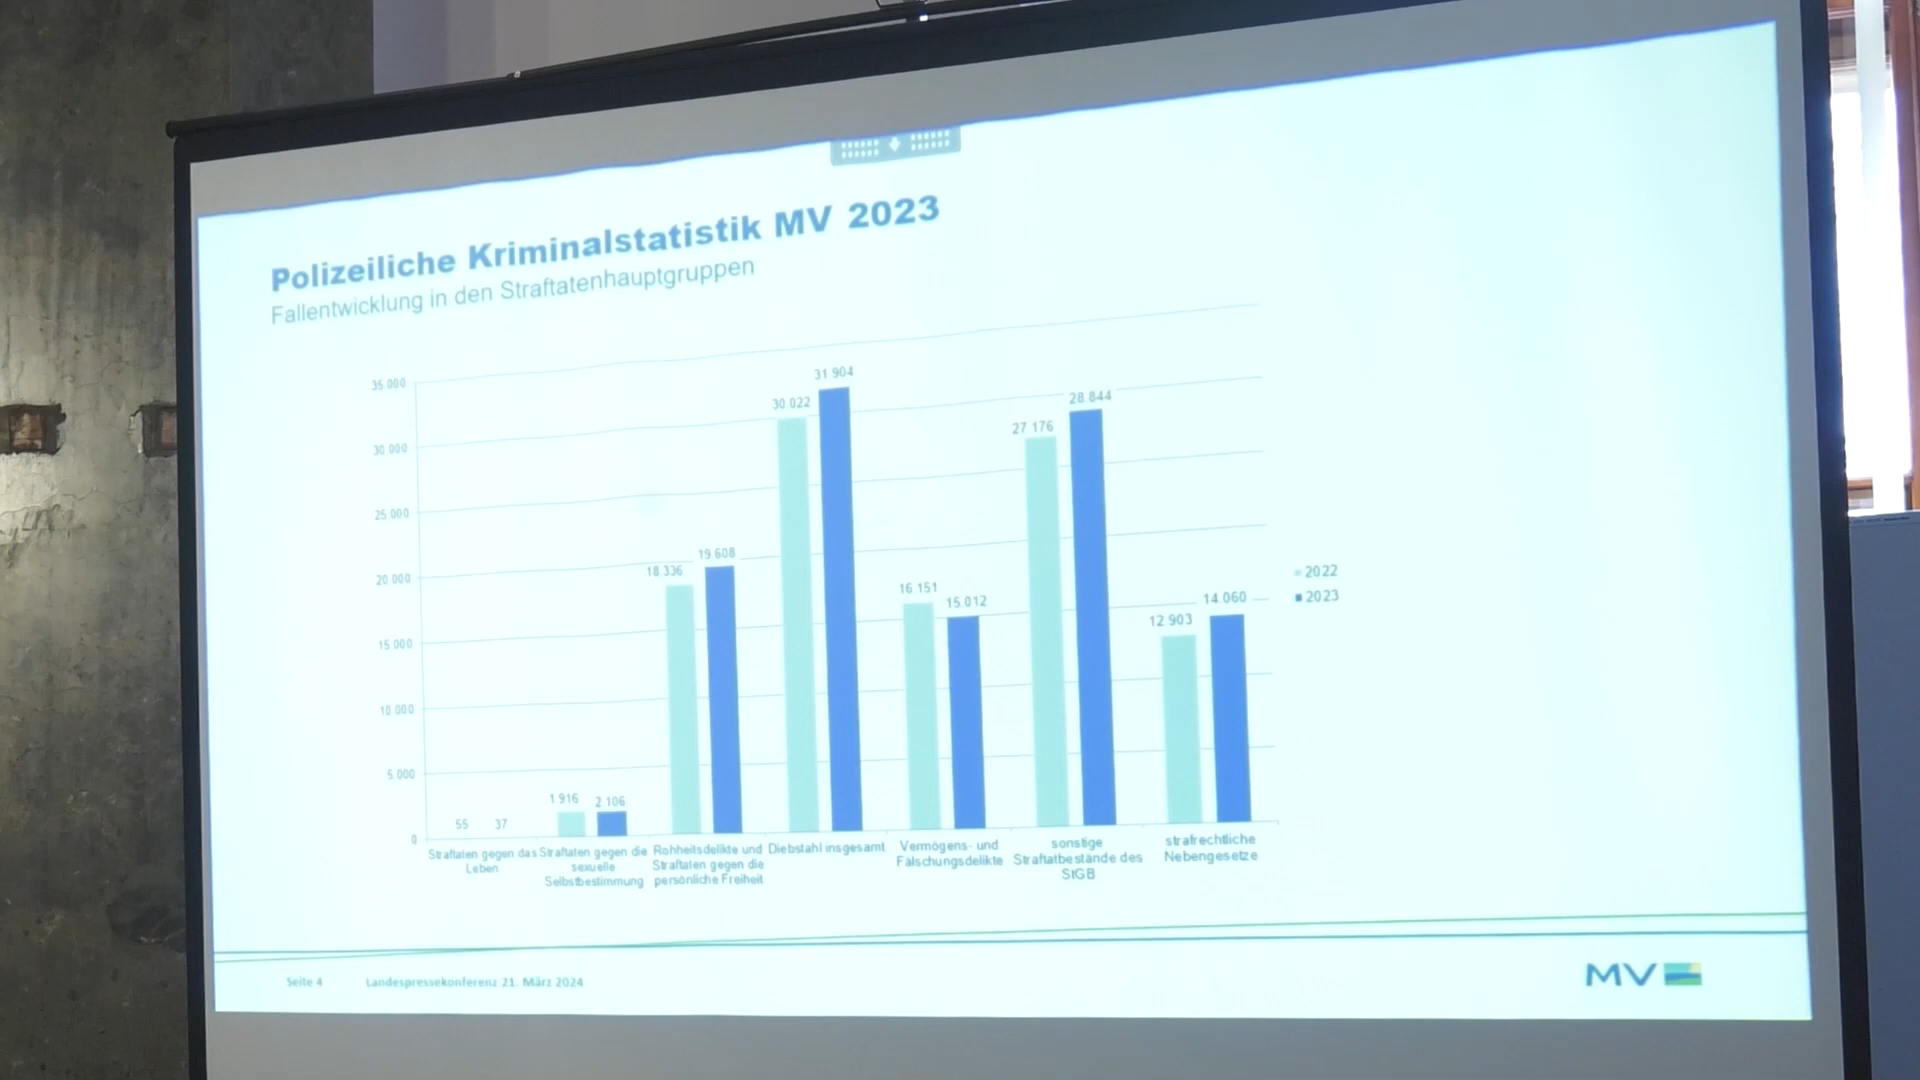 Polizeiliche Kriminalstatistik MV 2023
Fallentwicklung in den Straftatenhauptgruppen
35 000
30 000
25 000
20 000
15 000
10 000
5 000
0
55
37
1 916
2 106
18 336
19 608
30 022
31 904
16 151
15 012
27 176
28 844
12 903
14 060
2022
2023
Straftaten gegen das
Leben
Straftaten gegen die
sexuelle
Selbstbestimmung
Rohheitsdelikte und
Straftaten gegen die
persönliche Freiheit
Diebstahl insgesamt
Vermögens- und
Fälschungsdelikte
sonstige
Straftatbestände des
StGB
strafrechtliche
Nebengesetze
Seite 4
Landespressekonferenz 21. März 2024
MV